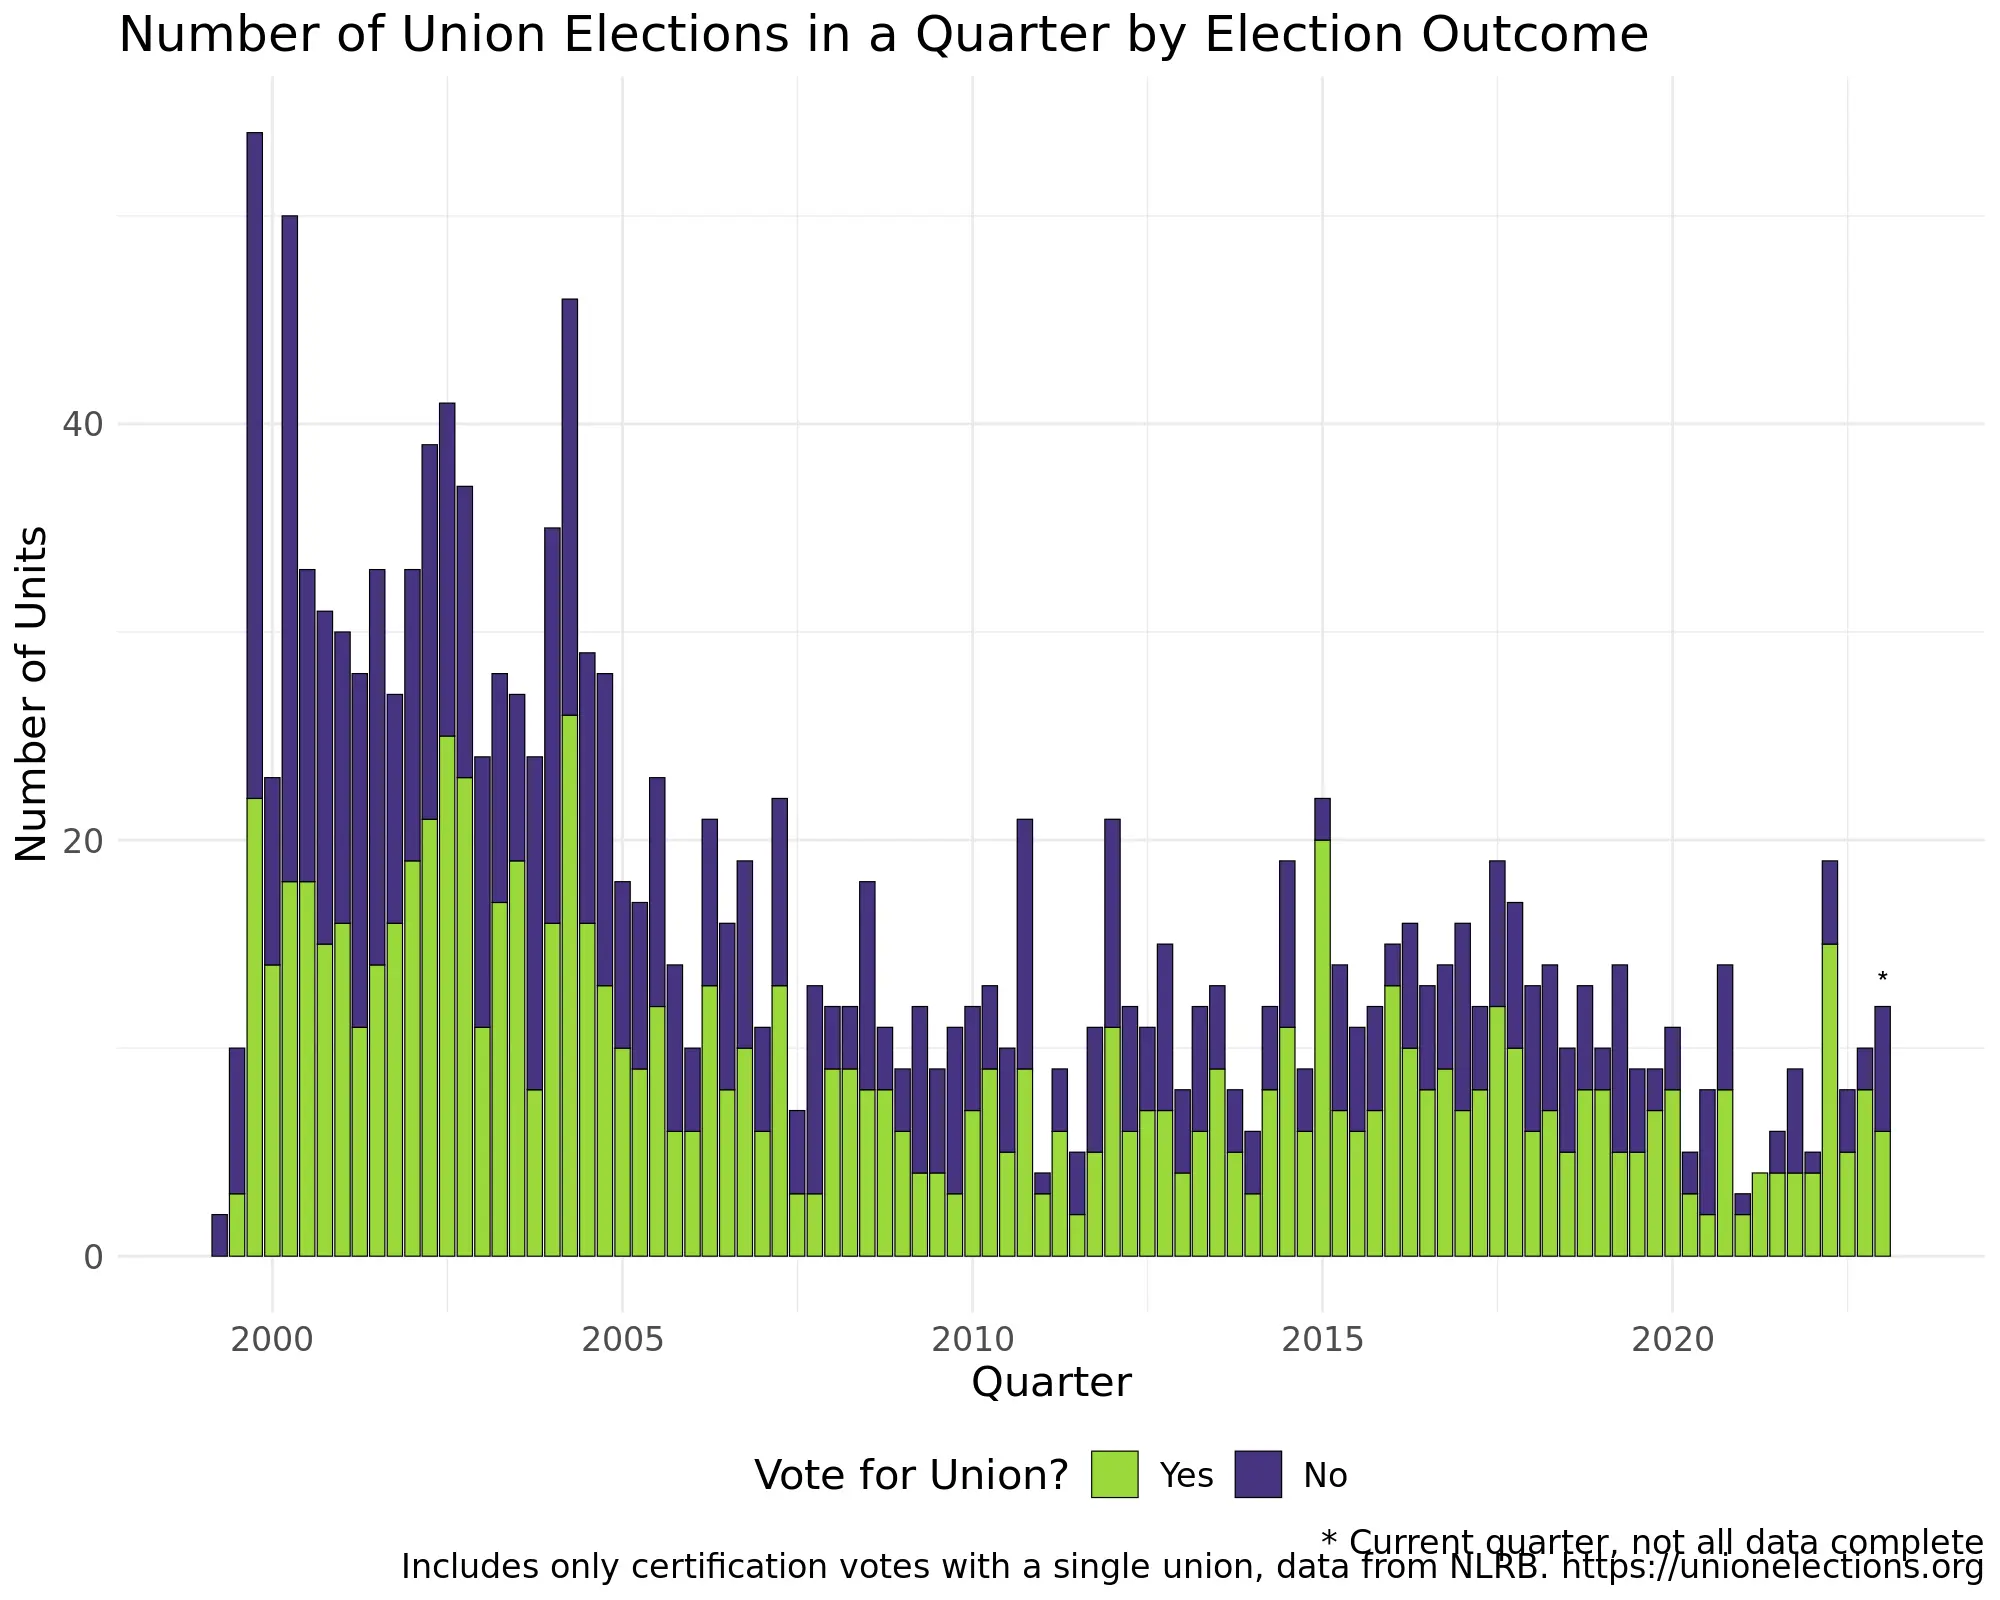 Number of Union Elections in a Quarter by Election Outcome
Number of Units
40
20
0
*
2000 2005 2010 2015 2020
Quarter
Vote for Union? Yes No
* Current quarter, not all data complete
Includes only certification votes with a single union, data from NLRB. https://unionelections.org